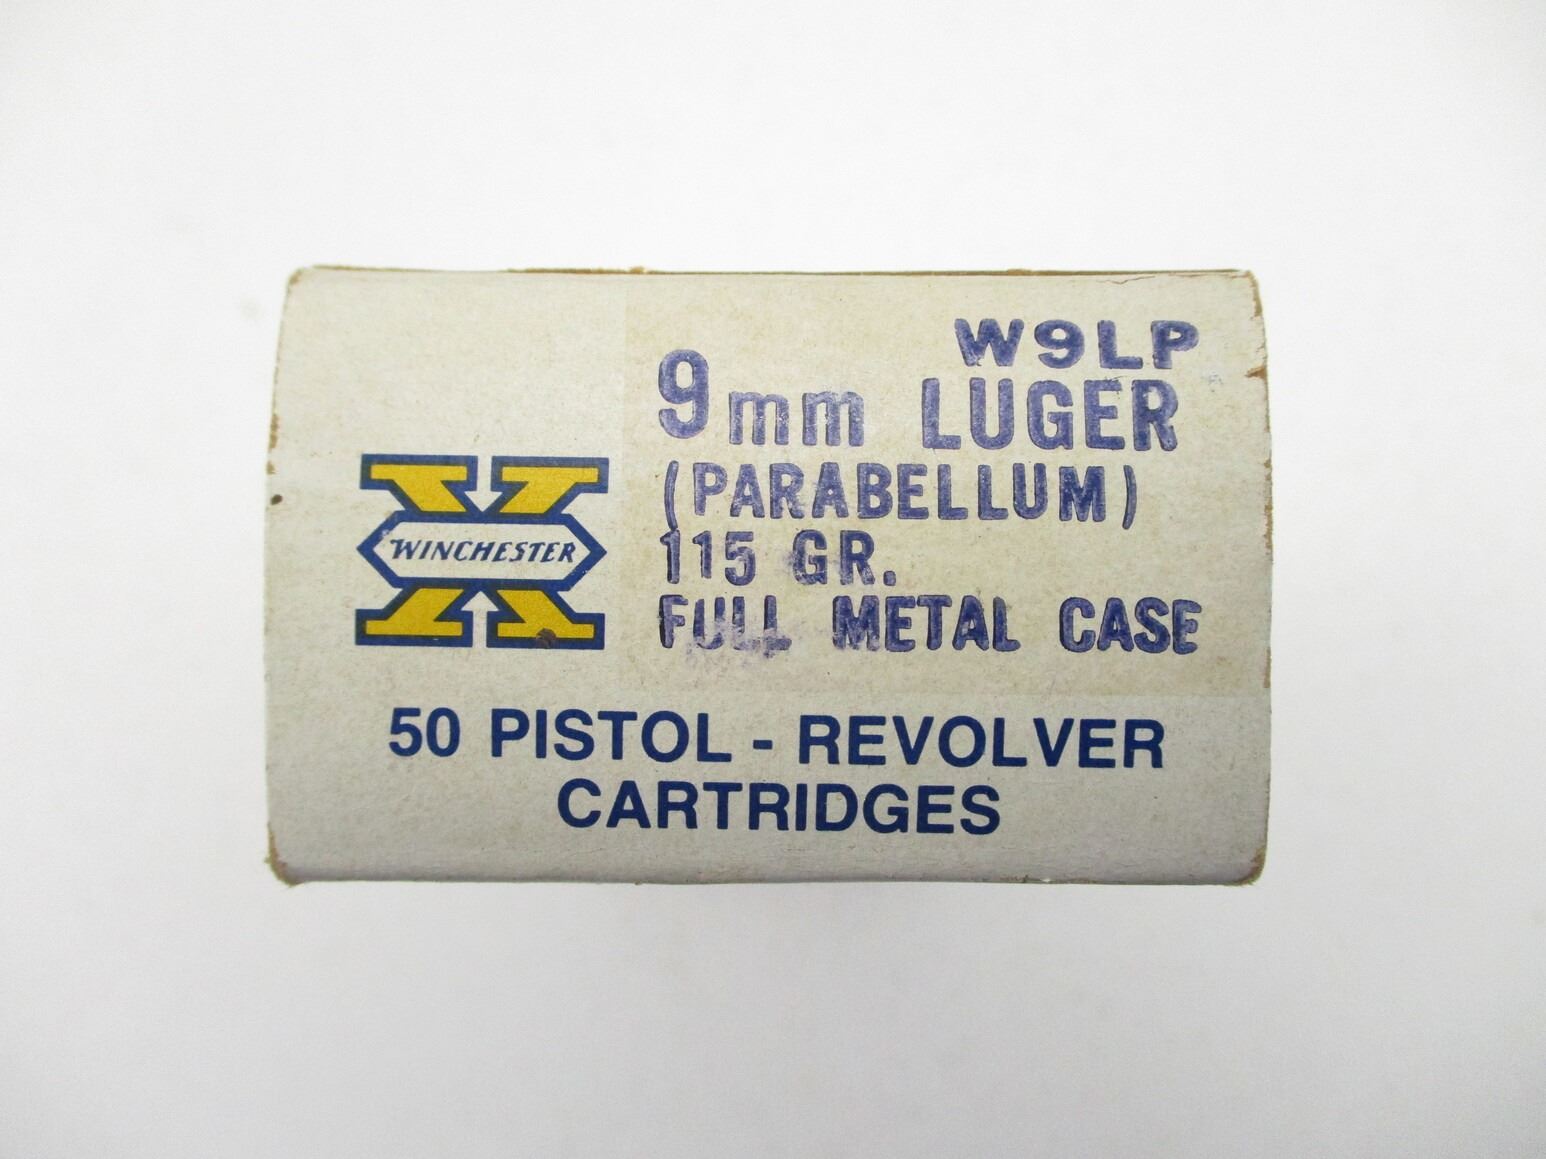 W9LP
9mm LUGER
(PARABELLUM)
115 GR.
FULL METAL CASE
WINCHESTER
50 PISTOL - REVOLVER
CARTRIDGES